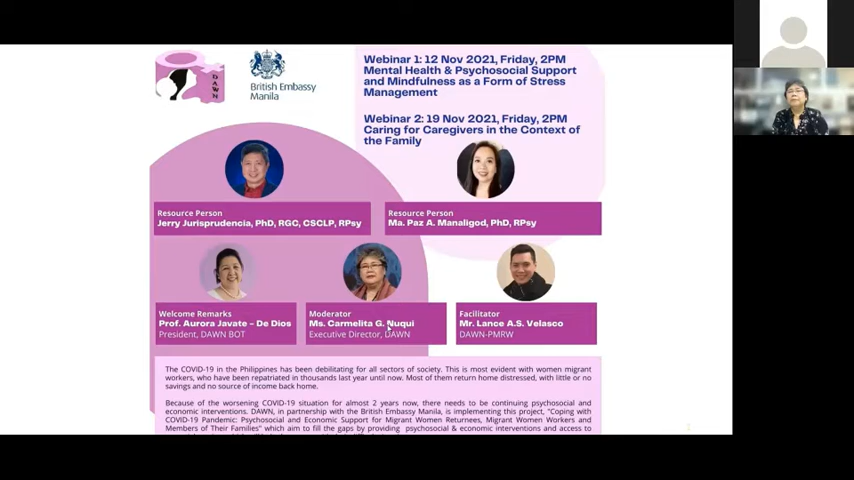 DAWN
British Embassy
Manila
Webinar 1: 12 Nov 2021, Friday, 2PM
Mental Health & Psychosocial Support
and Mindfulness as a Form of Stress
Management
Webinar 2: 19 Nov 2021, Friday, 2PM
Caring for Caregivers in the Context of
the Family
Resource Person
Jerry Jurisprudencia, PhD, RGC, CSCLP, RPsy
Resource Person
Ma. Paz A. Manaligod, PhD, RPsy
Welcome Remarks
Prof. Aurora Javate - De Dios
President, DAWN BOT
Moderator
Ms. Carmelita G. Nuqui
Executive Director, DAWN
Facilitator
Mr. Lance A.S. Velasco
DAWN-PMRW
The COVID-19 in the Philippines has been debilitating for all sectors of society. This is most evident with women migrant
workers, who have been repatriated in thousands last year until now. Most of them return home distressed, with little or no
savings and no source of income back home.
Because of the worsening COVID-19 situation for almost 2 years now, there needs to be continuing psychosocial and
economic interventions. DAWN, in partnership with the British Embassy Manila, is implementing this project, "Coping with
COVID-19 Pandemic: Psychosocial and Economic Support for Migrant Women Returnees, Migrant Women Workers and
Members of Their Families" which aim to fill the gaps by providing psychosocial & economic interventions and access to